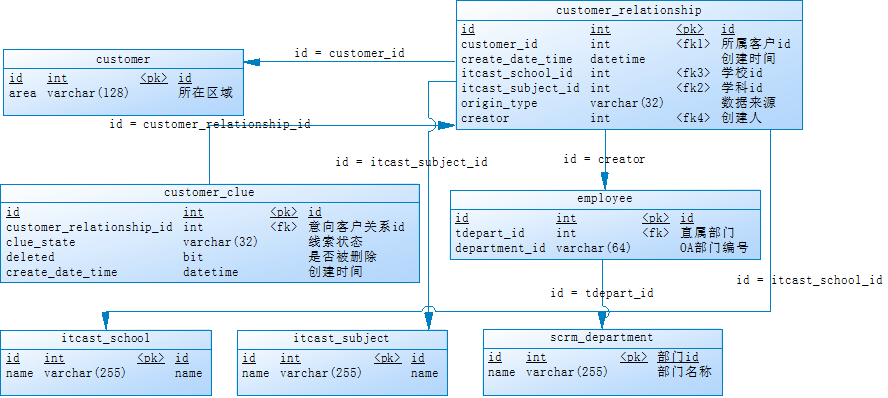 customer_relationship
id int <pk> id
customer_id int <fk1> 所属客户id
create_date_time datetime 创建时间
itcast_school_id int <fk3> 学校id
itcast_subject_id int <fk2> 学科id
origin_type varchar(32) 数据来源
creator int <fk4> 创建人
id = customer_id
customer
id int <pk> id
area varchar(128) 所在区域
id = customer_relationship_id
id = itcast_subject_id
id = creator
customer_clue
id int <pk> id
customer_relationship_id int <fk> 意向客户关系id
clue_state varchar(32) 线索状态
deleted bit 是否被删除
create_date_time datetime 创建时间
employee
id int <pk> id
tdepart_id int <fk> 直属部门
department_id varchar(64) OA部门编号
id = itcast_school_id
id = tdepart_id
itcast_school
id int <pk> id
name varchar(255) name
itcast_subject
id int <pk> id
name varchar(255) name
scrm_department
id int <pk> 部门id
name varchar(255) 部门名称